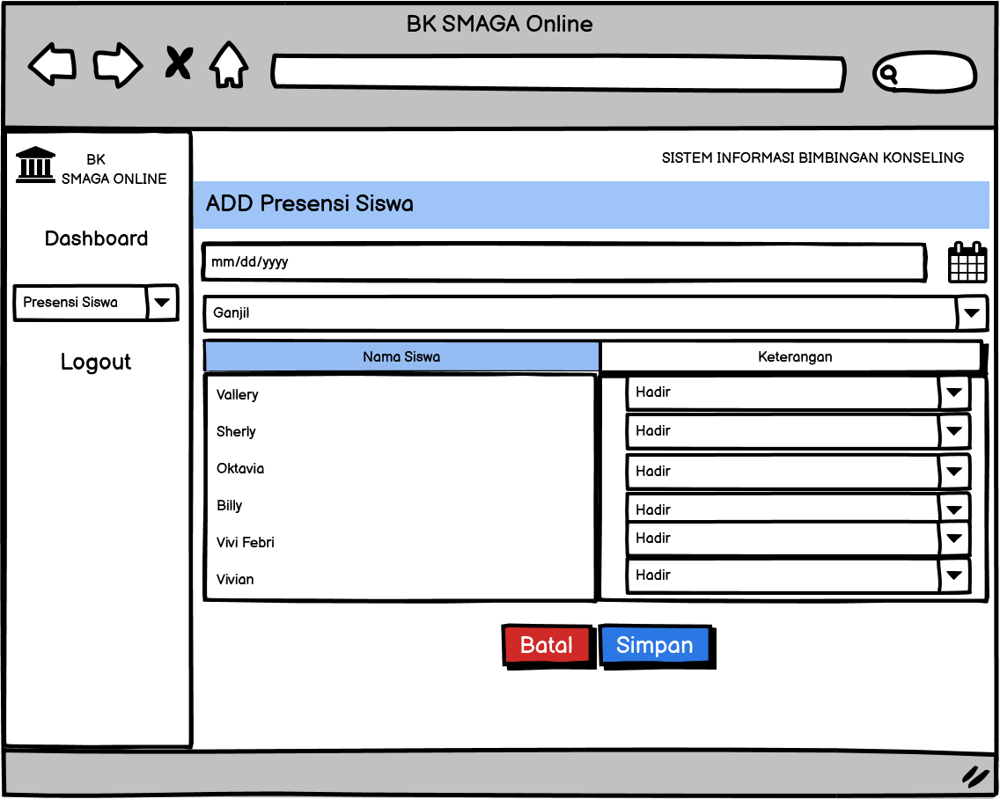 BK SMAGA Online
BK
SMAGA ONLINE
Dashboard
Presensi Siswa
Logout
SISTEM INFORMASI BIMBINGAN KONSELING
ADD Presensi Siswa
mm/dd/yyyy
Ganjil
Nama Siswa Keterangan
Vallery Hadir
Sherly Hadir
Oktavia Hadir
Billy Hadir
Vivi Febri Hadir
Vivian Hadir
Batal Simpan